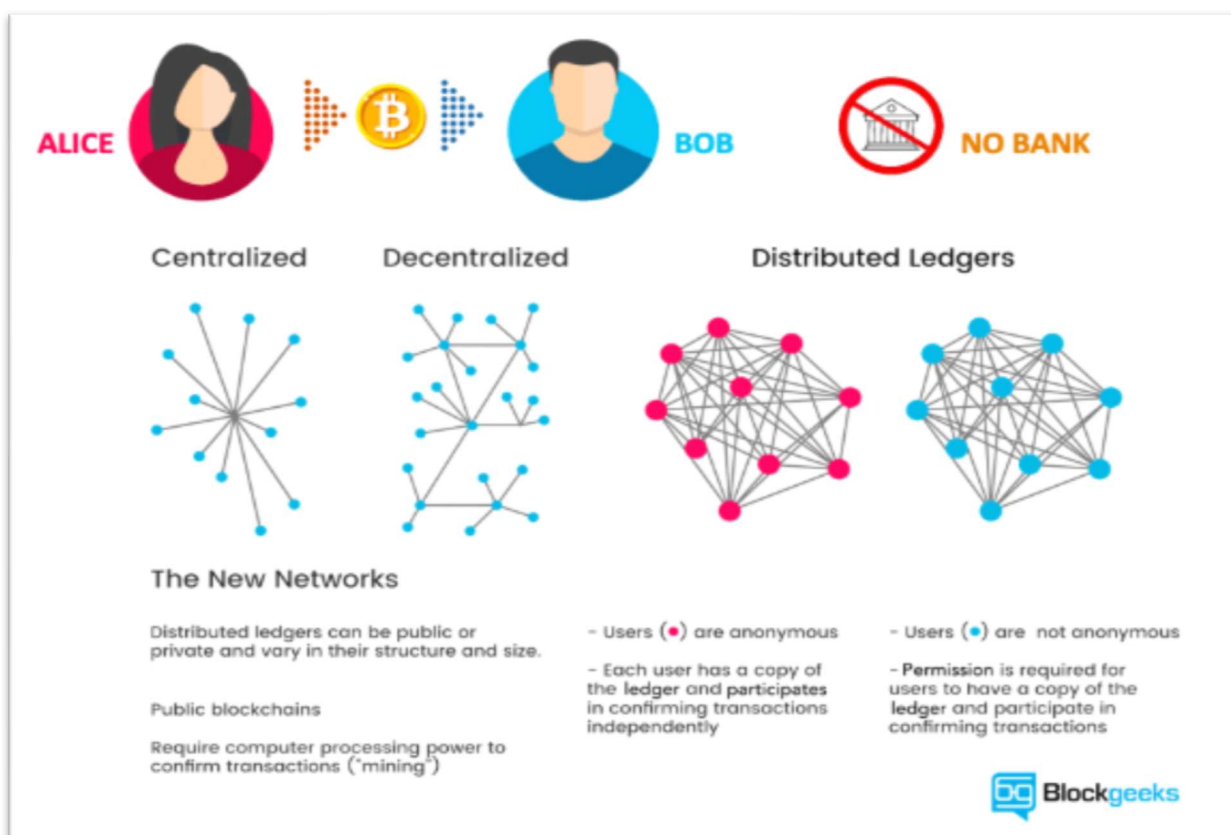 ALICE
BOB
NO BANK
Centralized
Decentralized
Distributed Ledgers
The New Networks
Distributed ledgers can be public or
private and vary in their structure and size.
Public blockchains
Require computer processing power to
confirm transactions ("mining")
- Users (●) are anonymous
- Each user has a copy of
the ledger and participates
in confirming transactions
independently
- Users (●) are not anonymous
- Permission is required for
users to have a copy of the
ledger and participate in
confirming transactions
bg Blockgeeks